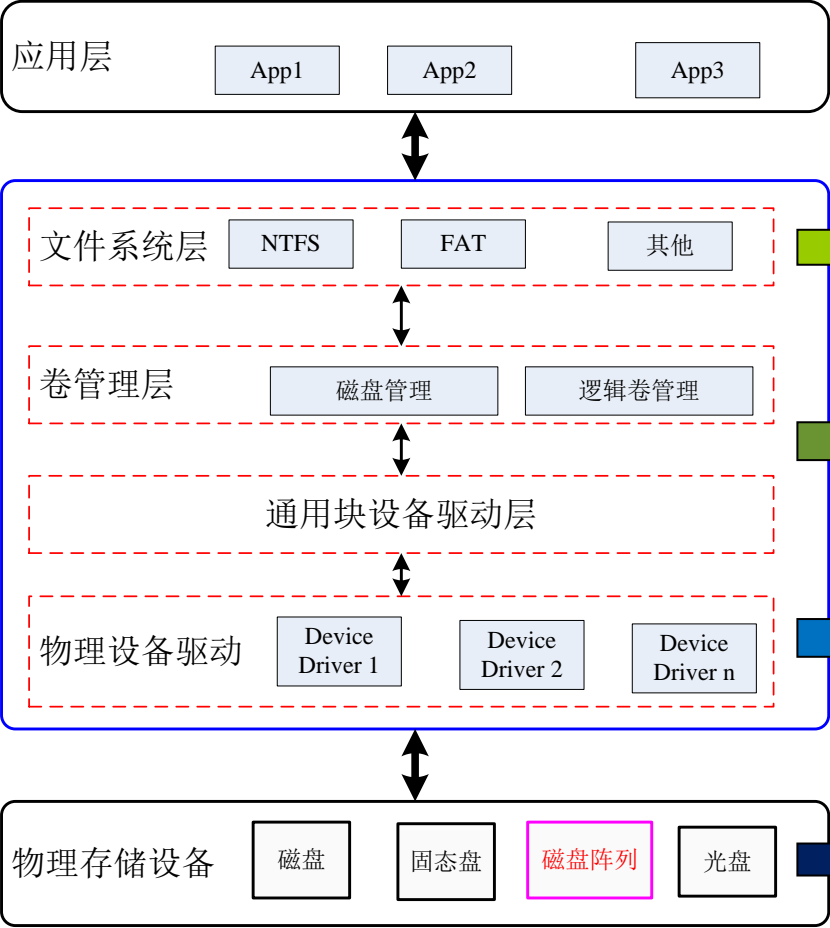 应用层
App1
App2
App3
文件系统层
NTFS
FAT
其他
卷管理层
磁盘管理
逻辑卷管理
通用块设备驱动层
物理设备驱动
Device
Driver 1
Device
Driver 2
Device
Driver n
物理存储设备
磁盘
固态盘
磁盘阵列
光盘